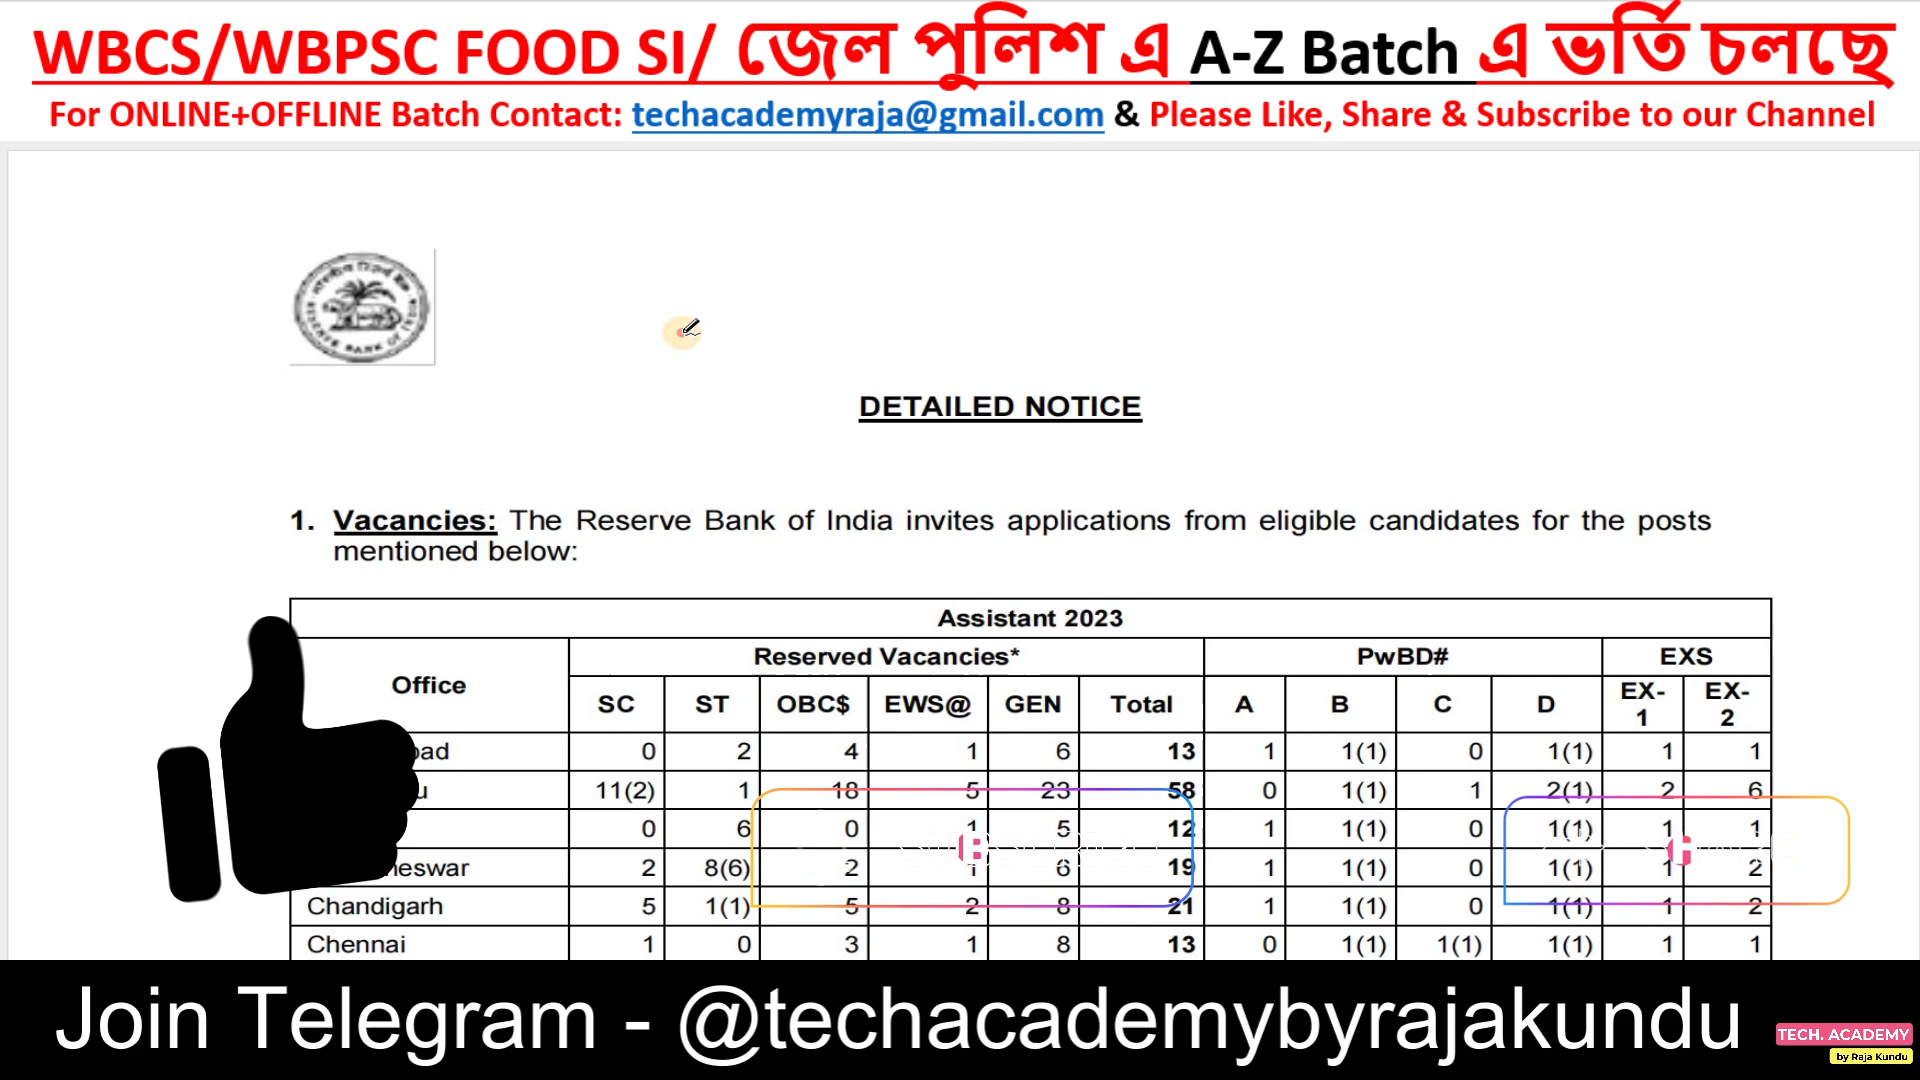 WBCS/WBPSC FOOD SI/ জেল পুলিশ এ A-Z Batch এ ভর্তি চলছে
For ONLINE+OFFLINE Batch Contact: techacademyraja@gmail.com & Please Like, Share & Subscribe to our Channel
DETAILED NOTICE
1. Vacancies: The Reserve Bank of India invites applications from eligible candidates for the posts
mentioned below:
Assistant 2023
Office Reserved Vacancies* PwBD# EXS
SC ST OBC$ EWS@ GEN Total A B C D EX-1 EX-2
0 2 4 1 6 13 1 1(1) 0 1(1) 1 1
11(2) 1 18 5 23 58 0 1(1) 1 2(1) 2 6
0 6 0 1 5 12 1 1(1) 0 1(1) 1 1
2 8(6) 2 1 6 19 1 1(1) 0 1(1) 1 2
Chandigarh 5 1(1) 5 2 8 21 1 1(1) 0 1(1) 1 2
Chennai 1 0 3 1 8 13 0 1(1) 1(1) 1(1) 1 1
Join Telegram - @techacademybyrajakundu
TECH. ACADEMY
by Raja Kundu